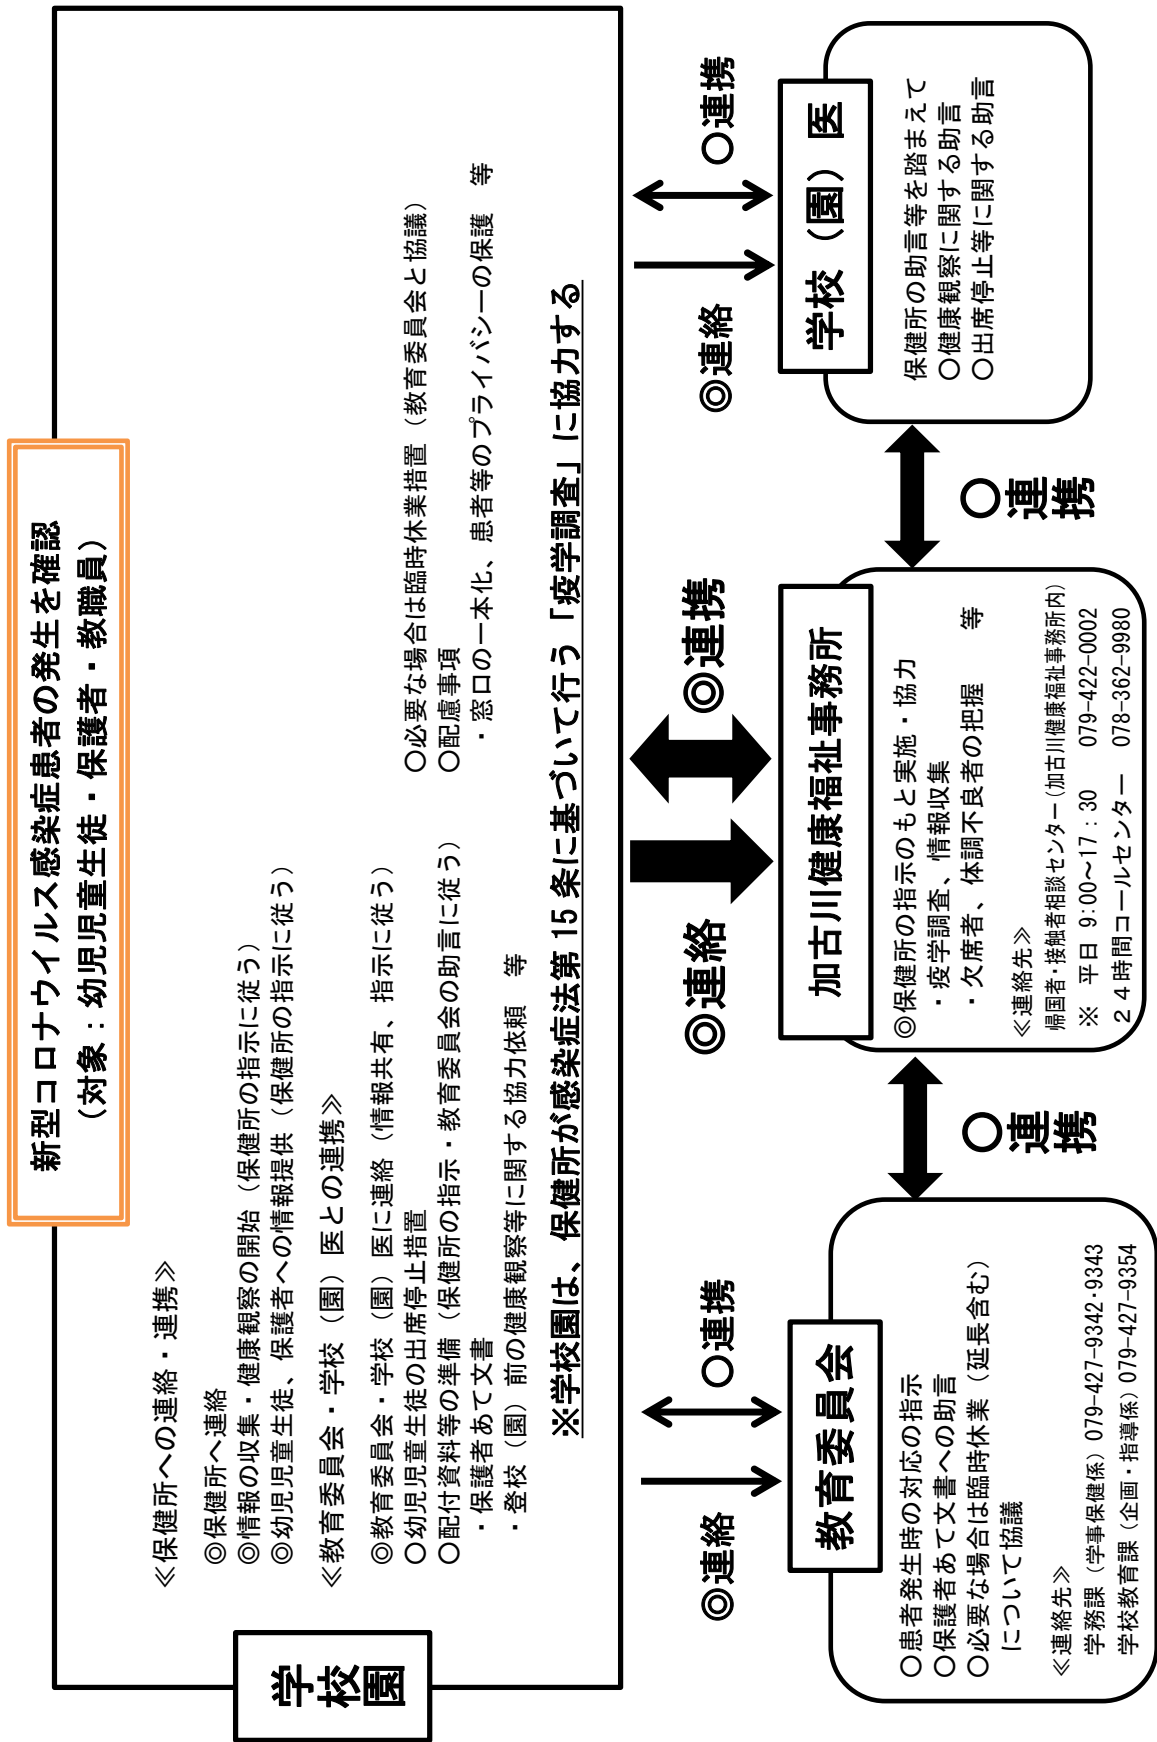 新型コロナウイルス感染症患者の発生を確認
（対象：幼児児童生徒・保護者・教職員）
学校園
≪保健所への連絡・連携≫
◎保健所へ連絡
◎情報の収集・健康観察の開始（保健所の指示に従う）
◎幼児児童生徒、保護者への情報提供（保健所の指示に従う）
≪教育委員会・学校（園）医との連携≫
◎教育委員会・学校（園）医に連絡（情報共有、指示に従う）
〇幼児児童生徒の出席停止措置
〇配付資料等の準備（保健所の指示・教育委員会の助言に従う）
・保護者あて文書
・登校（園）前の健康観察等に関する協力依頼　等
〇必要な場合は臨時休業措置（教育委員会と協議）
〇配慮事項
・窓口の一本化、患者等のプライバシーの保護　等
※学校園は、保健所が感染症法第 15 条に基づいて行う「疫学調査」に協力する
◎連絡
〇連携
◎連絡
◎連携
◎連絡
〇連携
教育委員会
〇患者発生時の対応の指示
〇保護者あて文書への助言
〇必要な場合は臨時休業（延長含む）
について協議
≪連絡先≫
学務課（学事保健係）079-427-9342・9343
学校教育課（企画・指導係）079-427-9354
〇連携
加古川健康福祉事務所
◎保健所の指示のもと実施・協力
・疫学調査、情報収集
・欠席者、体調不良者の把握　等
≪連絡先≫
帰国者・接触者相談センター（加古川健康福祉事務所内）
※ 平日 9:00～17：30　079-422-0002
２４時間コールセンター　078-362-9980
〇連携
学校（園）医
保健所の助言等を踏まえて
〇健康観察に関する助言
〇出席停止等に関する助言